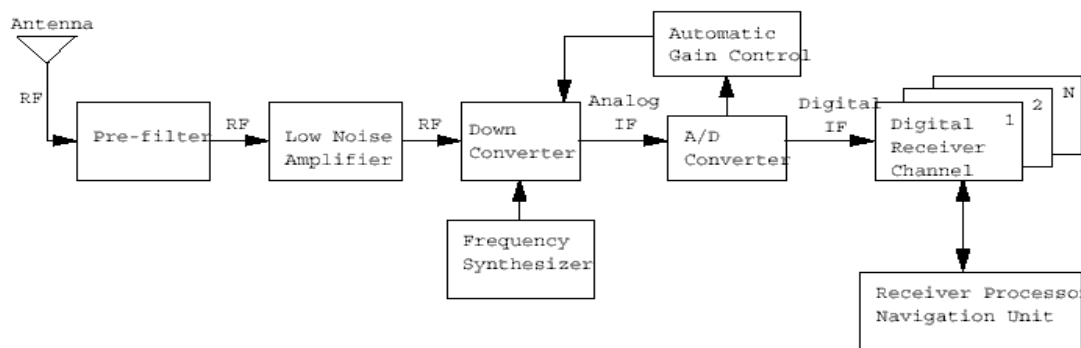 Antenna
RF
Pre-filter
RF
Low Noise
Amplifier
RF
Down
Converter
Frequency
Synthesizer
Automatic
Gain Control
Analog
IF
A/D
Converter
Digital
IF
N
2
1
Digital
Receiver
Channel
Receiver Processor
Navigation Unit